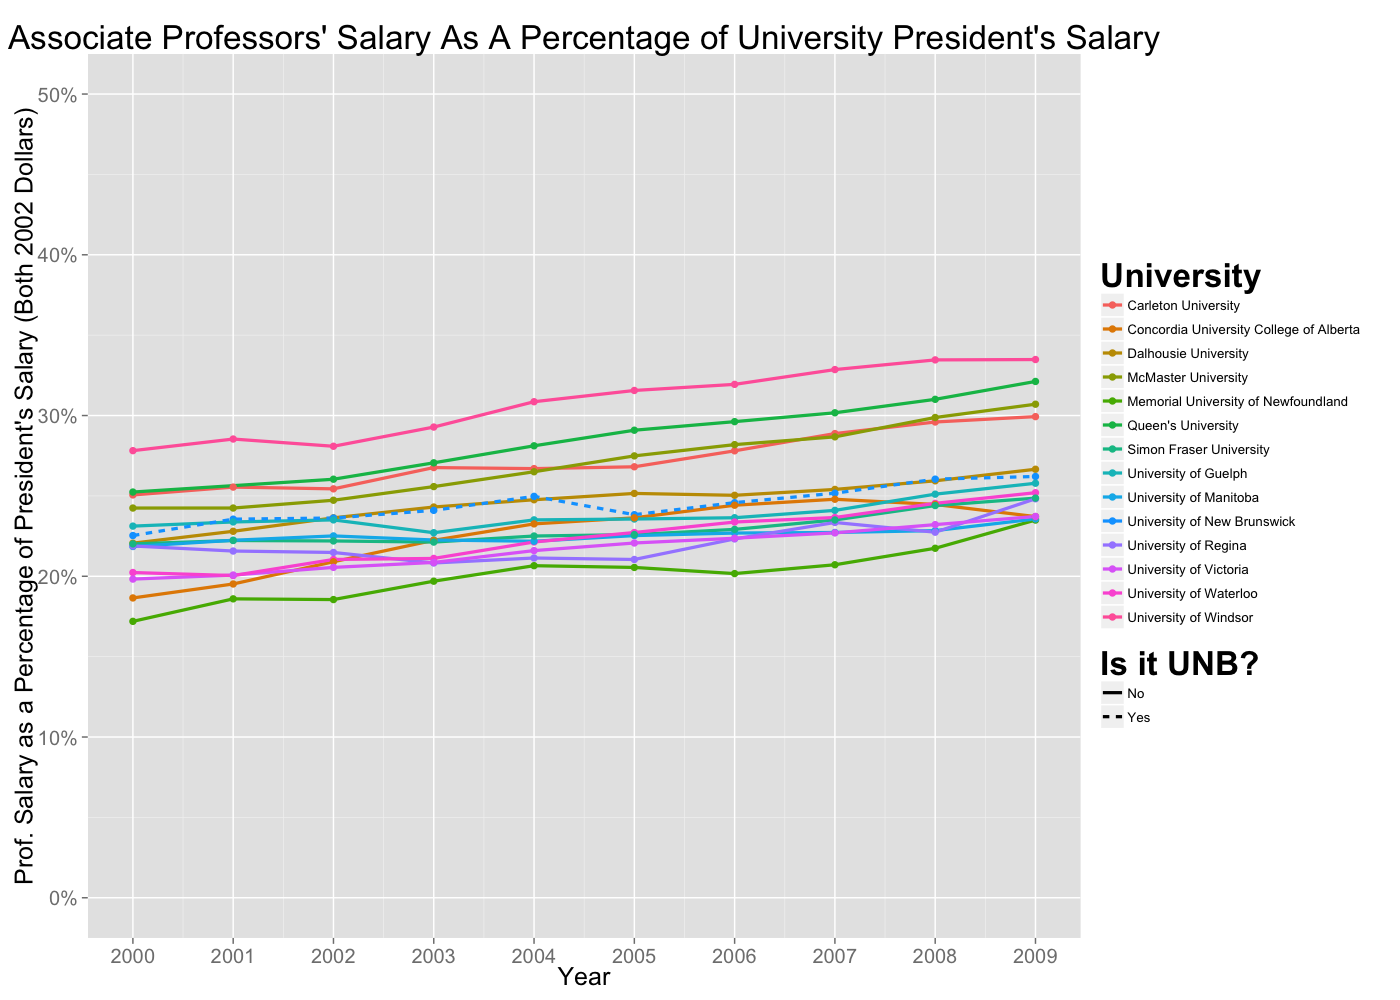 Associate Professors' Salary As A Percentage of University President's Salary
Prof. Salary as a Percentage of President's Salary (Both 2002 Dollars)
50%
40%
30%
20%
10%
0%
2000 2001 2002 2003 2004 2005 2006 2007 2008 2009
Year
University
Carleton University
Concordia University College of Alberta
Dalhousie University
McMaster University
Memorial University of Newfoundland
Queen's University
Simon Fraser University
University of Guelph
University of Manitoba
University of New Brunswick
University of Regina
University of Victoria
University of Waterloo
University of Windsor
Is it UNB?
No
Yes